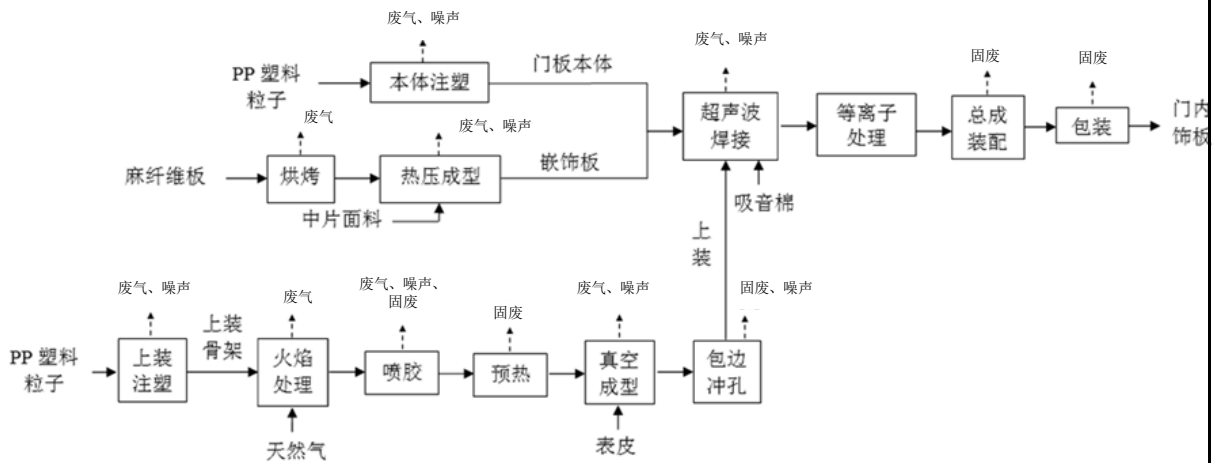 废气、噪声
PP 塑料
粒子
本体注塑
门板本体
废气
废气、噪声
麻纤维板
烘烤
热压成型
嵌饰板
中片面料
废气、噪声
超声波
焊接
吸音棉
上
装
等离子
处理
固废
总成
装配
固废
包装
门内
饰板
废气、噪声
PP 塑料
粒子
上装
注塑
上装
骨架
废气
火焰
处理
天然气
废气、噪声、
固废
喷胶
固废
预热
废气、噪声
真空
成型
表皮
固废、噪声
包边
冲孔